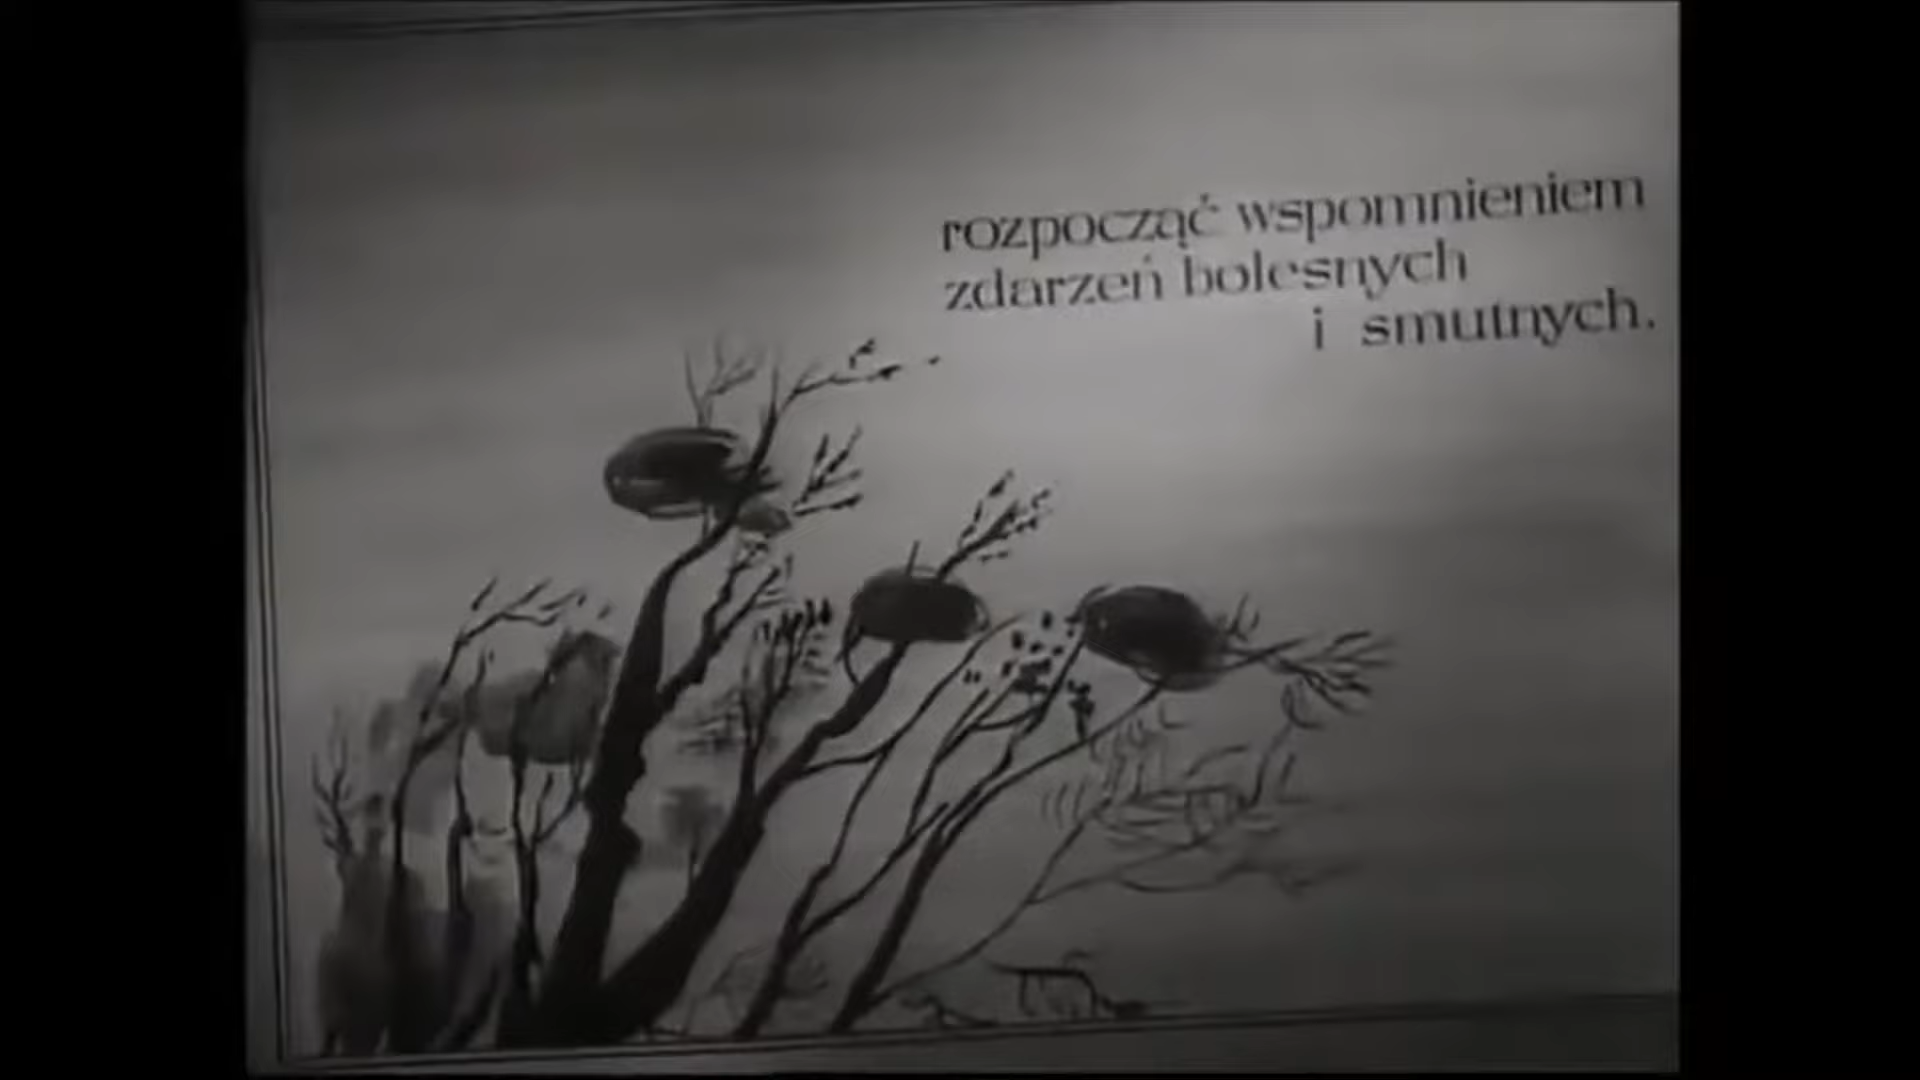 rozpocząć wspomnieniem
zdarzeń bolesnych
i smutnych.